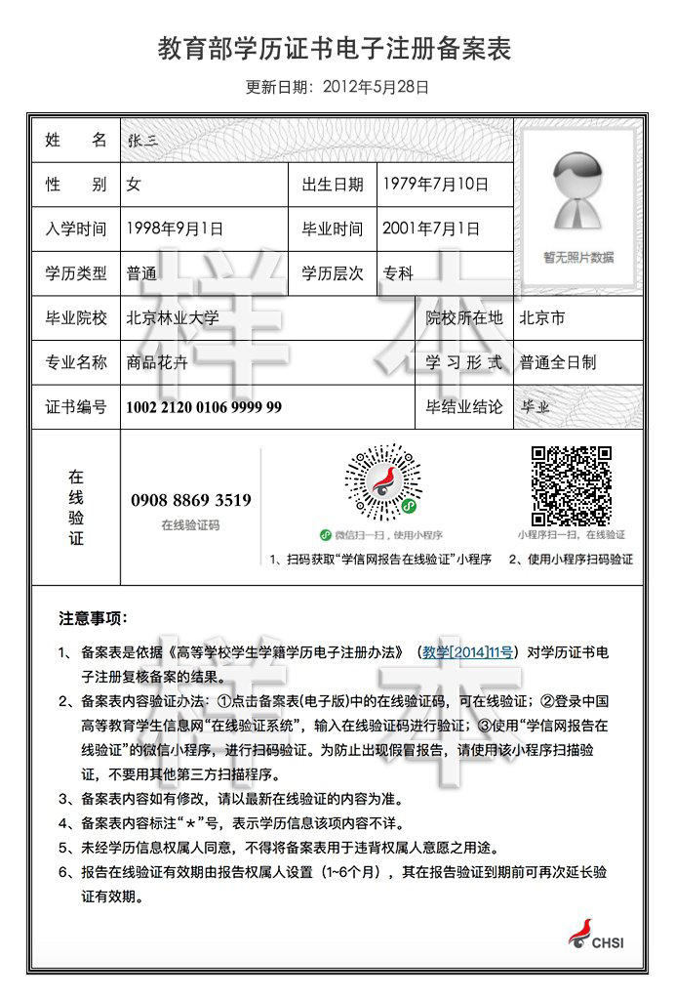 教育部学历证书电子注册备案表
更新日期：2012年5月28日
姓 名 张三
性 别 女 出生日期 1979年7月10日
入学时间 1998年9月1日 毕业时间 2001年7月1日
暂无照片数据
学历类型 普通 学历层次 专科
毕业院校 北京林业大学 院校所在地 北京市
专业名称 商品花卉 学习形式 普通全日制
证书编号 1002 2120 0106 9999 99 毕结业结论 毕业
样本
在线验证
0908 8869 3519
在线验证码
微信扫一扫，使用小程序
小程序扫一扫，在线验证
1、扫码获取“学信网报告在线验证”小程序
2、使用小程序扫码验证
注意事项：
1、备案表是依据《高等学校学生学籍学历电子注册办法》（教学[2014]11号）对学历证书电
子注册复核备案的结果。
2、备案表内容验证办法：①点击备案表(电子版)中的在线验证码，可在线验证；②登录中国
高等教育学生信息网“在线验证系统”，输入在线验证码进行验证；③使用“学信网报告在
线验证”的微信小程序，进行扫码验证。为防止出现假冒报告，请使用该小程序扫描验
证，不要用其他第三方扫描程序。
3、备案表内容如有修改，请以最新在线验证的内容为准。
4、备案表内容标注“＊”号，表示学历信息该项内容不详。
5、未经学历信息权属人同意，不得将备案表用于违背权属人意愿之用途。
6、报告在线验证有效期由报告权属人设置（1~6个月），其在报告验证到期前可再次延长验
证有效期。
样本
CHSI